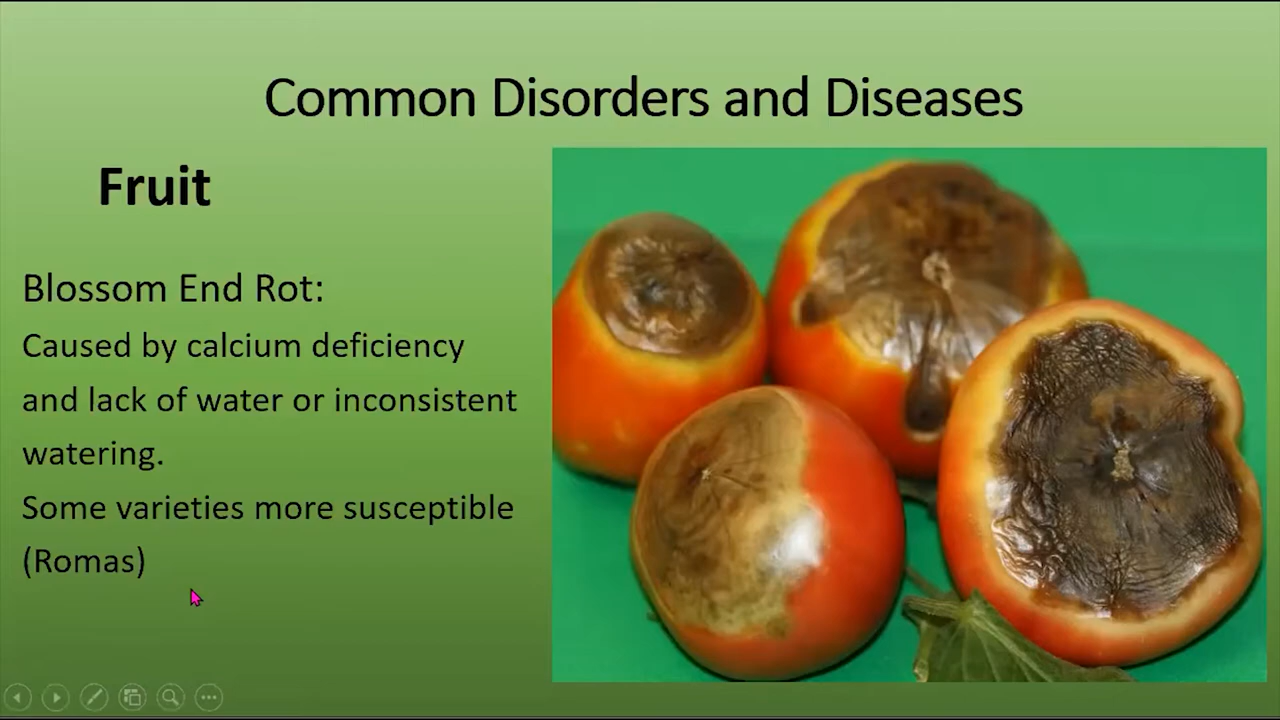 Common Disorders and Diseases
Fruit
Blossom End Rot:
Caused by calcium deficiency
and lack of water or inconsistent
watering.
Some varieties more susceptible
(Romas)